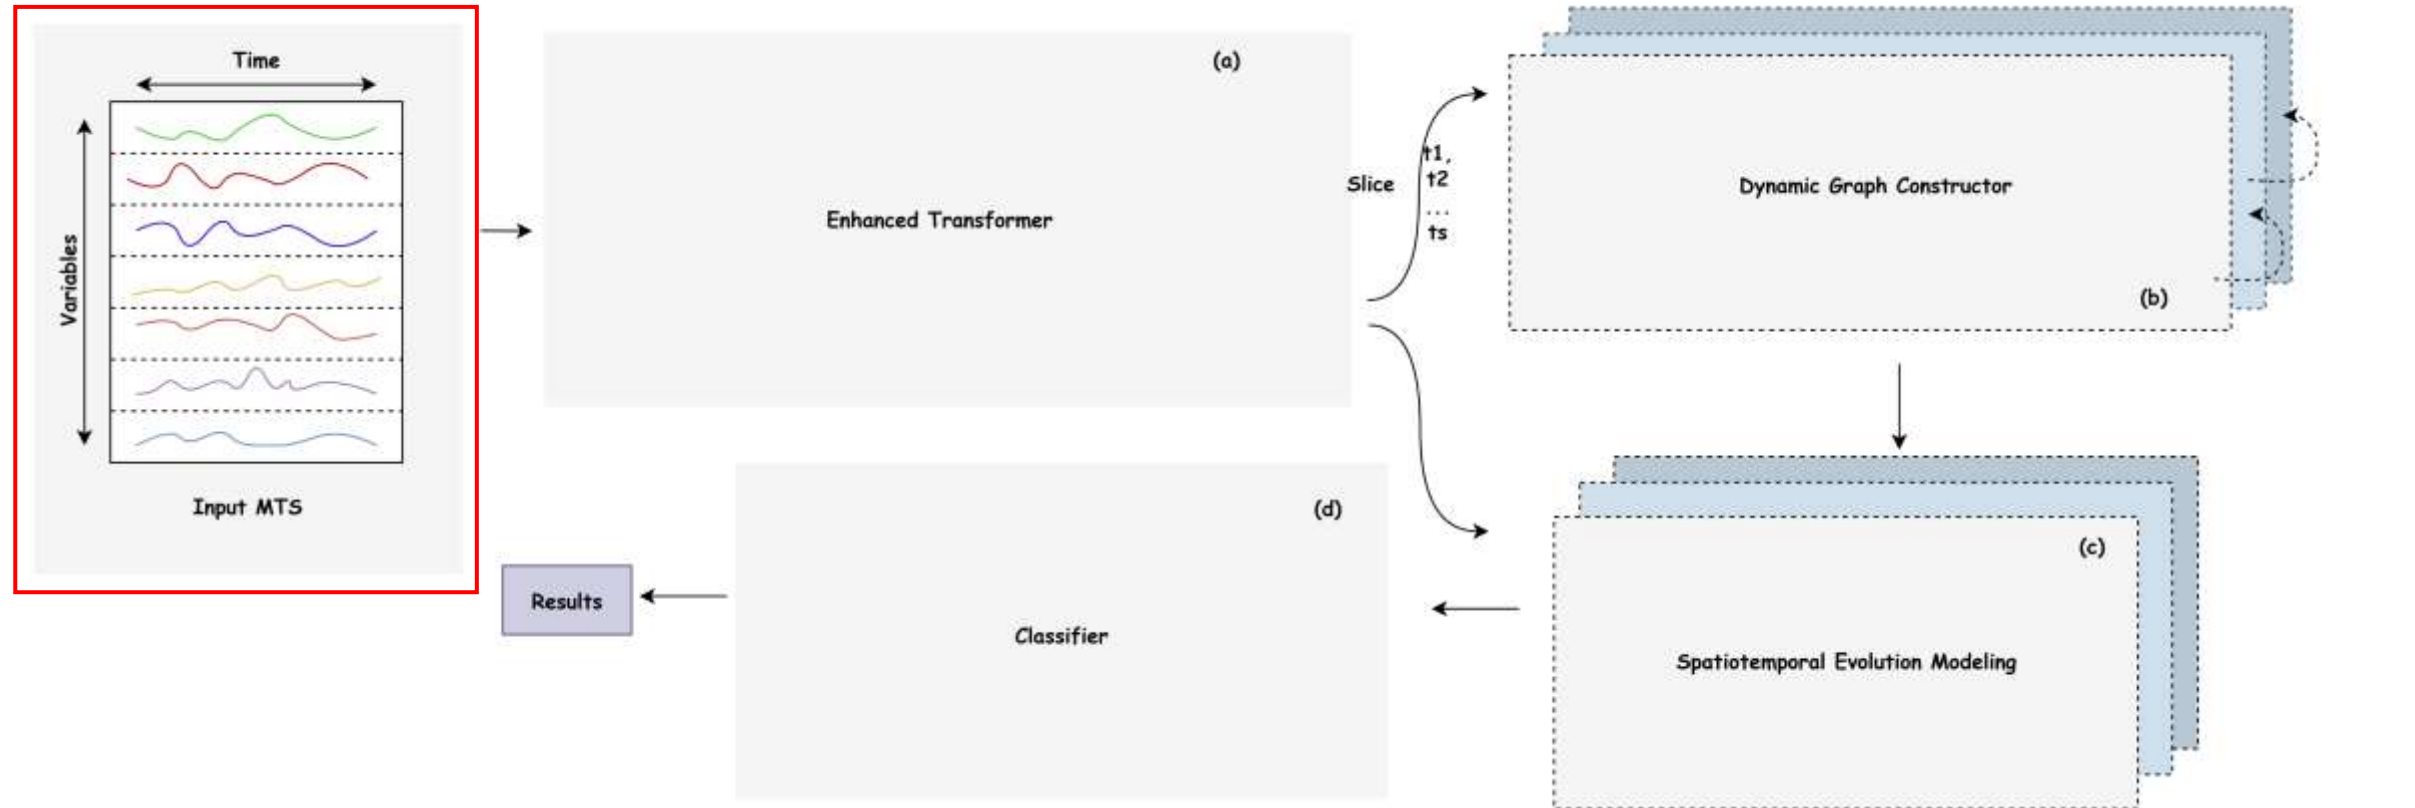 Time
Variables
Input MTS
(a)
Enhanced Transformer
Slice
t1,
t2
...
ts
Dynamic Graph Constructor
(b)
(c)
Spatiotemporal Evolution Modeling
(d)
Classifier
Results